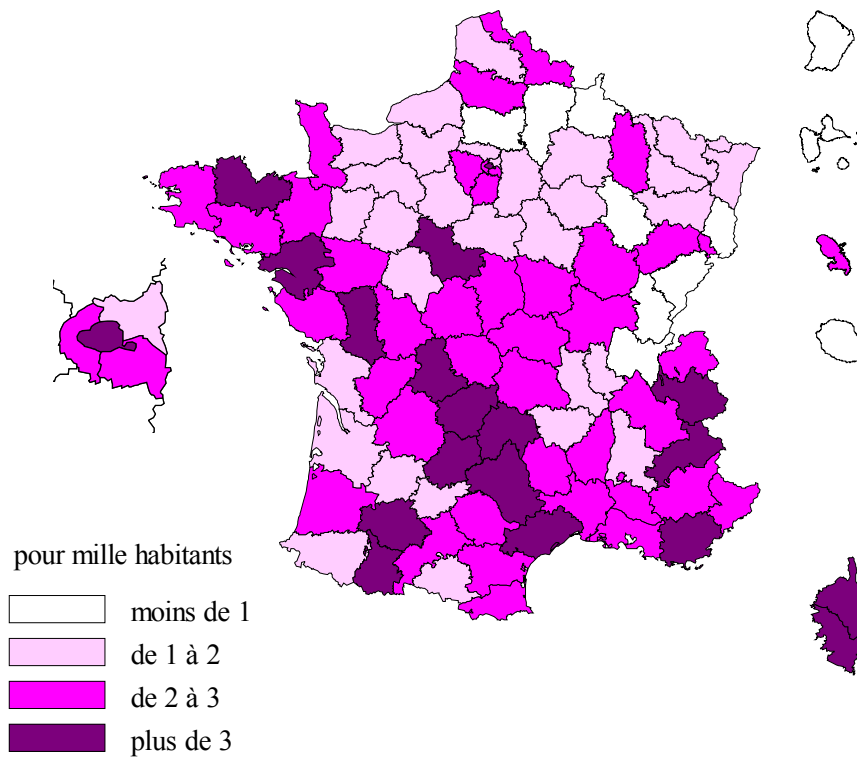 pour mille habitants
moins de 1
de 1 à 2
de 2 à 3
plus de 3